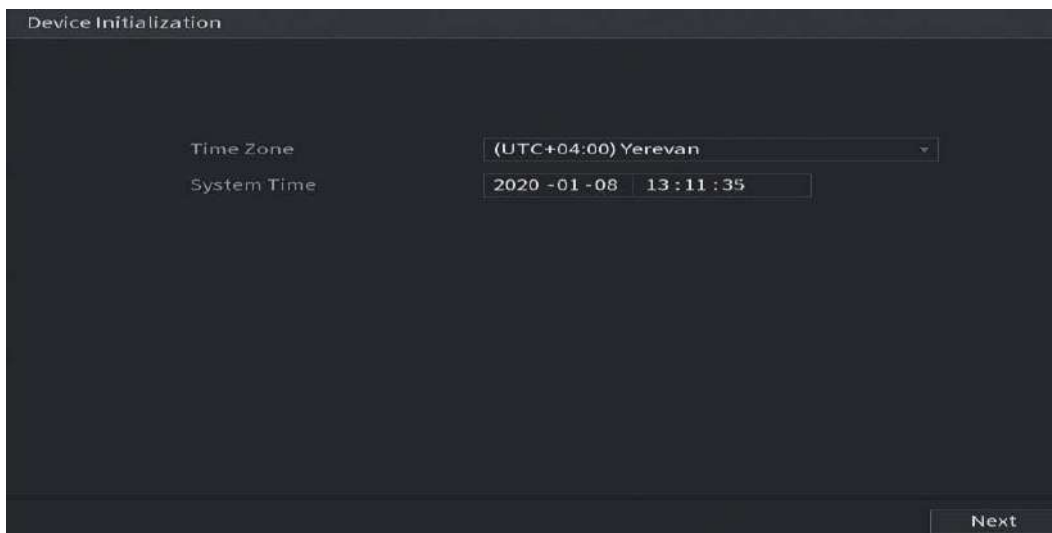 Device Initialization
Time Zone (UTC+04:00) Yerevan
System Time 2020 -01 -08 13 : 11 : 35
Next